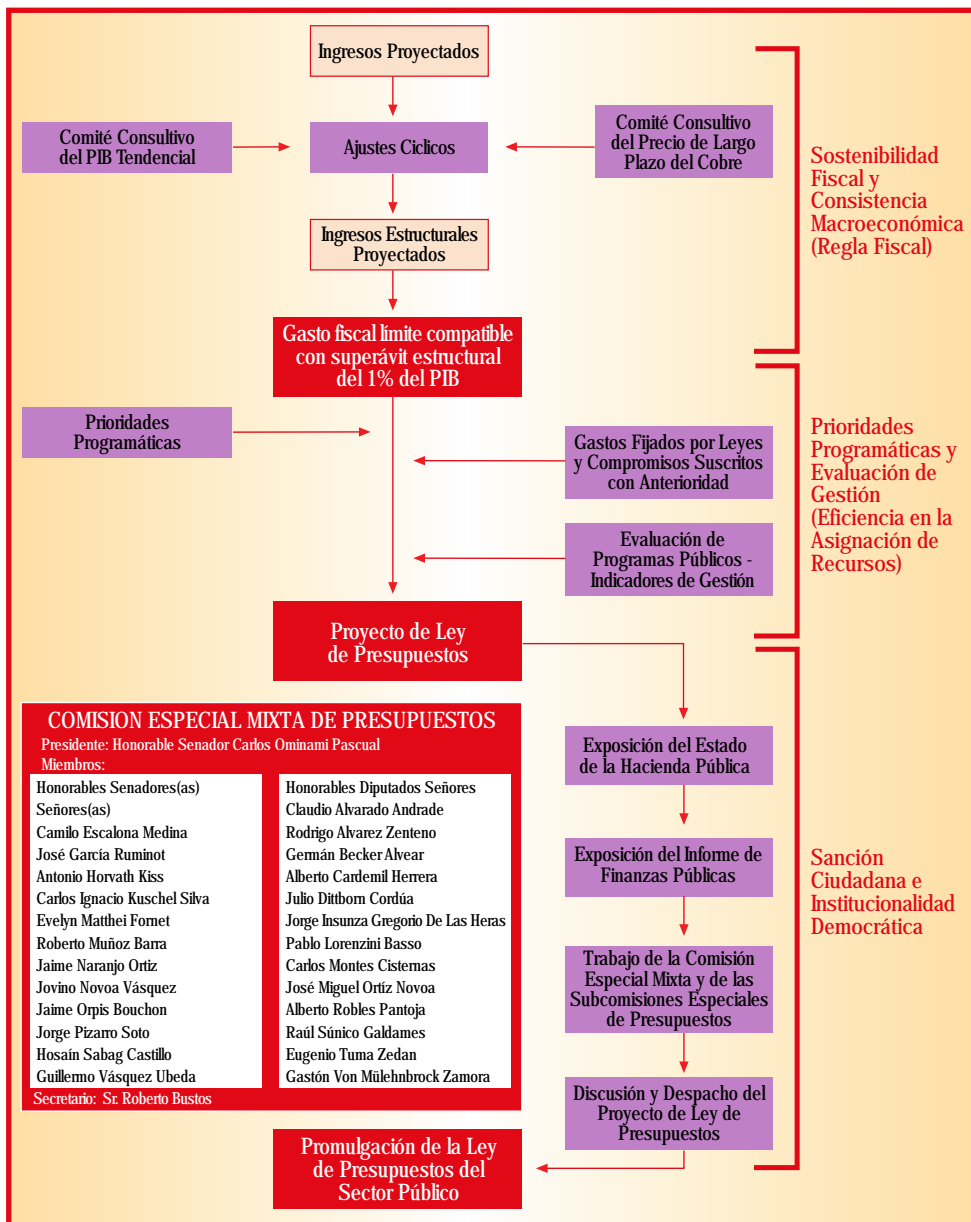 Ingresos Proyectados
Comité Consultivo
del PIB Tendencial
Ajustes Ciclicos
Comité Consultivo
del Precio de Largo
Plazo del Cobre
Ingresos Estructurales
Proyectados
Gasto fiscal límite compatible
con superávit estructural
del 1% del PIB
Sostenibilidad
Fiscal y
Consistencia
Macroeconómica
(Regla Fiscal)
Prioridades
Programáticas
Gastos Fijados por Leyes
y Compromisos Suscritos
con Anterioridad
Evaluación de
Programas Públicos -
Indicadores de Gestión
Prioridades
Programáticas y
Evaluación de
Gestión
(Eficiencia en la
Asignación de
Recursos)
Proyecto de Ley
de Presupuestos
COMISION ESPECIAL MIXTA DE PRESUPUESTOS
Presidente: Honorable Senador Carlos Ominami Pascual
Miembros:
Honorables Senadores(as)
Señores(as)
Camilo Escalona Medina
José García Ruminot
Antonio Horvath Kiss
Carlos Ignacio Kuschel Silva
Evelyn Matthei Fornet
Roberto Muñoz Barra
Jaime Naranjo Ortiz
Jovino Novoa Vásquez
Jaime Orpis Bouchon
Jorge Pizarro Soto
Hosaín Sabag Castillo
Guillermo Vásquez Ubeda
Honorables Diputados Señores
Claudio Alvarado Andrade
Rodrigo Alvarez Zenteno
Germán Becker Alvear
Alberto Cardemil Herrera
Julio Dittborn Cordúa
Jorge Insunza Gregorio De Las Heras
Pablo Lorenzini Basso
Carlos Montes Cisternas
José Miguel Ortíz Novoa
Alberto Robles Pantoja
Raúl Súnico Galdames
Eugenio Tuma Zedan
Gastón Von Mülehnbrock Zamora
Secretario: Sr. Roberto Bustos
Exposición del Estado
de la Hacienda Pública
Exposición del Informe de
Finanzas Públicas
Trabajo de la Comisión
Especial Mixta y de las
Subcomisiones Especiales
de Presupuestos
Discusión y Despacho del
Proyecto de Ley de
Presupuestos
Sanción
Ciudadana e
Institucionalidad
Democrática
Promulgación de la Ley
de Presupuestos del
Sector Público